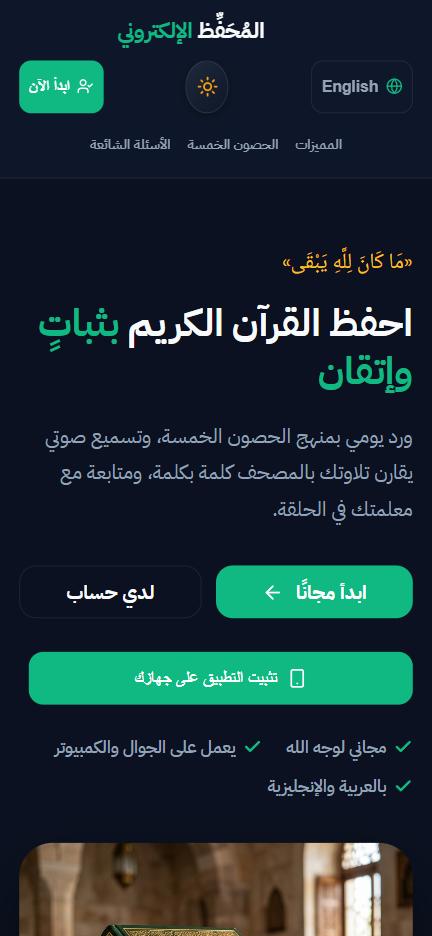 المُحَفِّظ الإلكتروني
English
ابدأ الآن
المميزات الحصون الخمسة الأسئلة الشائعة
«مَا كَانَ لِلَّهِ يَبْقَى»
احفظ القرآن الكريم بثباتٍ
وإتقان
ورد يومي بمنهج الحصون الخمسة، وتسميع صوتي
يقارن تلاوتك بالمصحف كلمة بكلمة، ومتابعة مع
معلمتك في الحلقة.
ابدأ مجانًا
لدي حساب
تثبيت التطبيق على جهازك
مجاني لوجه الله يعمل على الجوال والكمبيوتر
بالعربية والإنجليزية